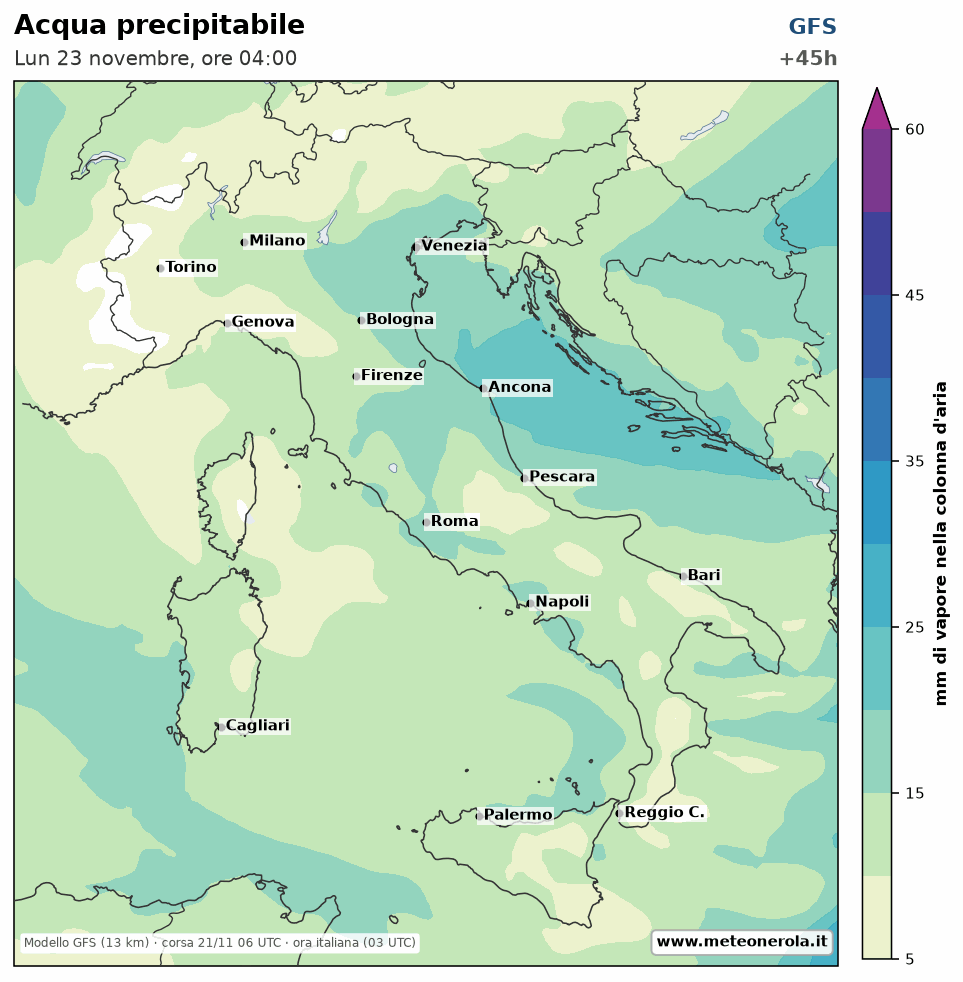 Acqua precipitabile
GFS
Lun 23 novembre, ore 04:00
+45h
Milano
Venezia
Torino
Genova
Bologna
Firenze
Ancona
Pescara
Roma
Bari
Napoli
Cagliari
Palermo
Reggio C.
60
45
35
25
15
5
mm di vapore nella colonna d'aria
Modello GFS (13 km) · corsa 21/11 06 UTC · ora italiana (03 UTC)
www.meteonerola.it